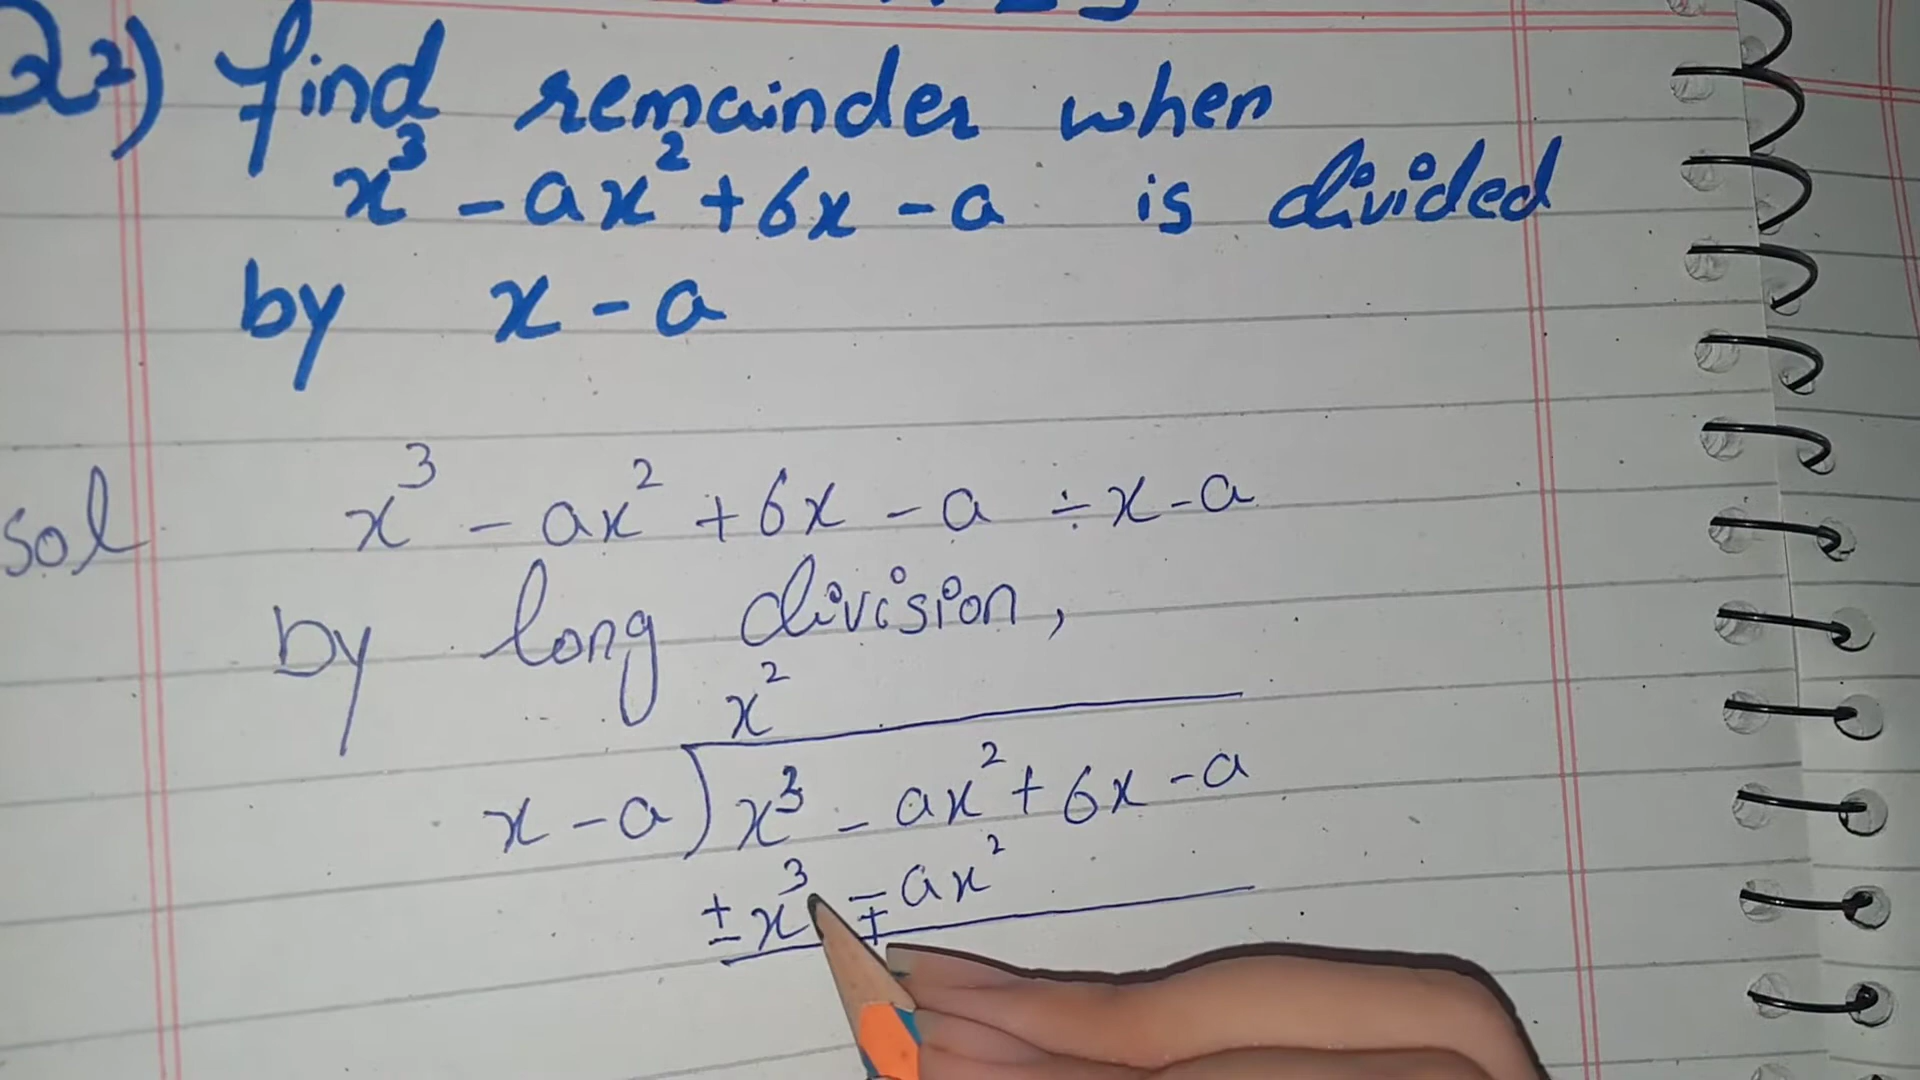 Q2) find remainder when
x³ - ax² + 6x - a is divided
by x - a
Sol x³ - ax² + 6x - a ÷ x - a
by long division,
x²
x - a) x³ - ax² + 6x - a
± x³ ∓ ax²